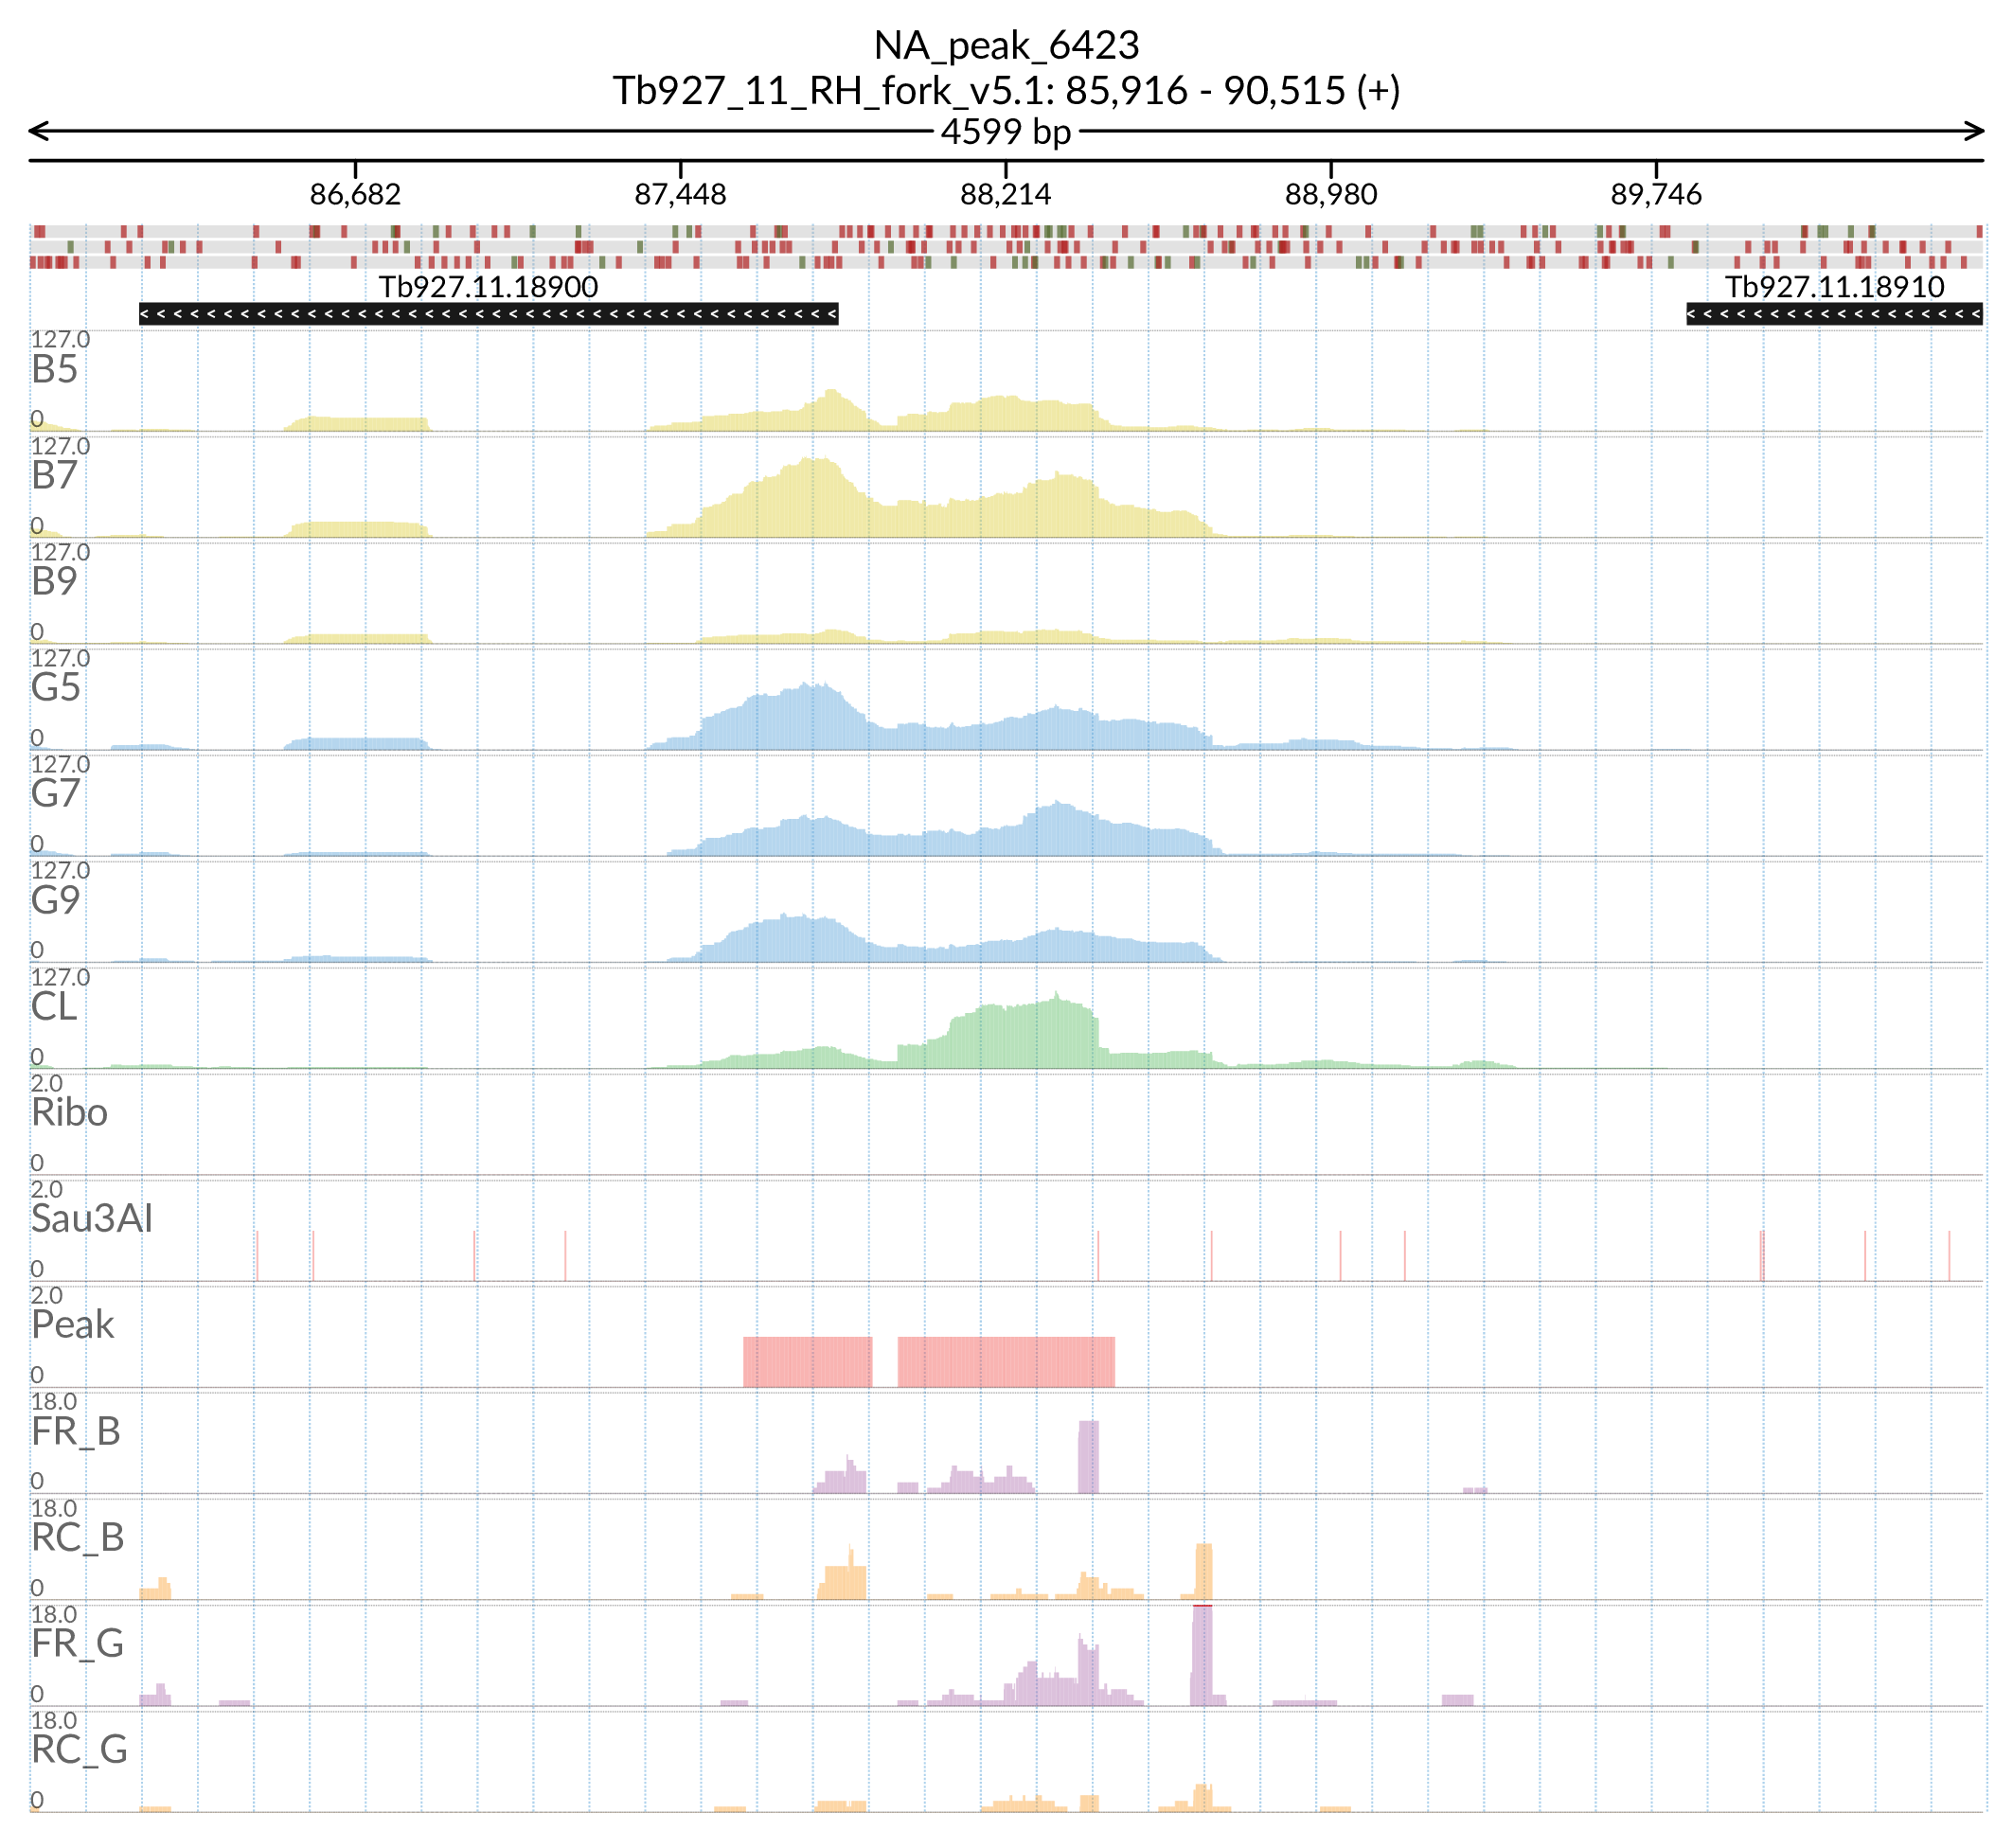 NA_peak_6423
Tb927_11_RH_fork_v5.1: 85,916 - 90,515 (+)
4599 bp
86,682 87,448 88,214 88,980 89,746
Tb927.11.18900 Tb927.11.18910
127.0
B5
0
127.0
B7
0
127.0
B9
0
127.0
G5
0
127.0
G7
0
127.0
G9
0
127.0
CL
0
2.0
Ribo
0
2.0
Sau3AI
0
2.0
Peak
0
18.0
FR_B
0
18.0
RC_B
0
18.0
FR_G
0
18.0
RC_G
0